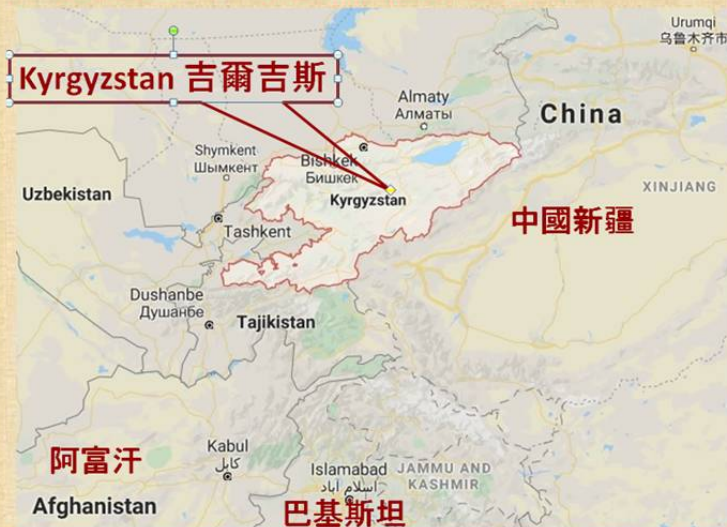 Urumqi
乌鲁木齐市
Kyrgyzstan 吉爾吉斯
Almaty
Алматы
China
Shymkent
Шымкент
Bishkek
Бишкек
Kyrgyzstan
Uzbekistan
XINJIANG
中國新疆
Tashkent
Dushanbe
Душанбе
Tajikistan
阿富汗
Kabul
کابل
Islamabad
اسلام آباد
JAMMU AND
KASHMIR
Afghanistan
巴基斯坦